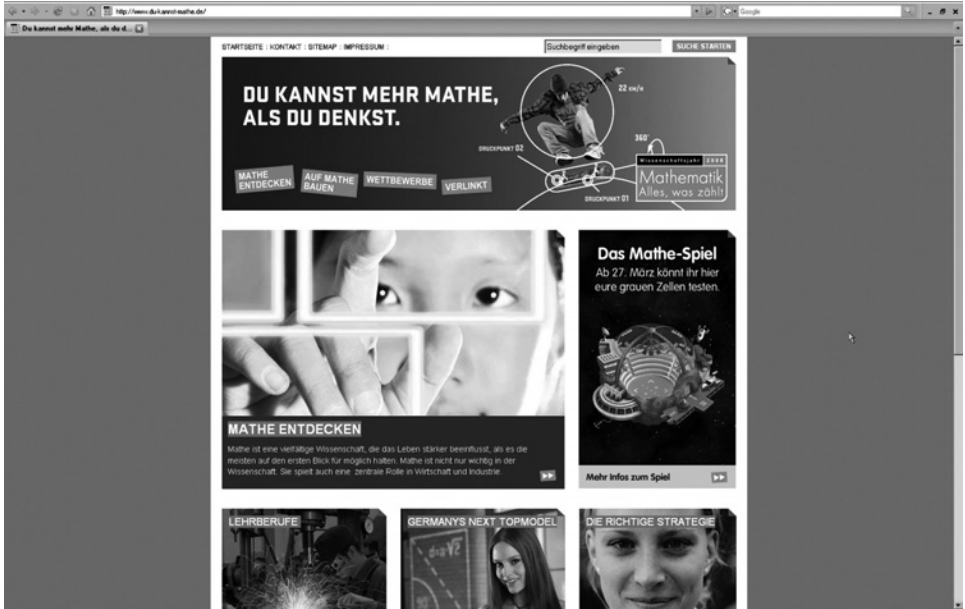 http://www.du-kannst-mathe.de/
Google
Du kannst mehr Mathe, als du d...
STARTSEITE : KONTAKT : SITEMAP : IMPRESSUM :
Suchbegriff eingeben
SUCHE STARTEN
DU KANNST MEHR MATHE,
ALS DU DENKST.
22 KM/H
360°
DRUCKPUNKT 02
DRUCKPUNKT 01
Wissenschaftsjahr 2008
Mathematik
Alles, was zählt
MATHE
ENTDECKEN
AUF MATHE
BAUEN
WETTBEWERBE
VERLINKT
Das Mathe-Spiel
Ab 27. März könnt ihr hier
eure grauen Zellen testen.
Mehr Infos zum Spiel
MATHE ENTDECKEN
Mathe ist eine vielfältige Wissenschaft, die das Leben stärker beeinflusst, als es die
meisten auf den ersten Blick für möglich halten. Mathe ist nicht nur wichtig in der
Wissenschaft. Sie spielt auch eine zentrale Rolle in Wirtschaft und Industrie.
LEHRBERUFE
GERMANYS NEXT TOPMODEL
DIE RICHTIGE STRATEGIE